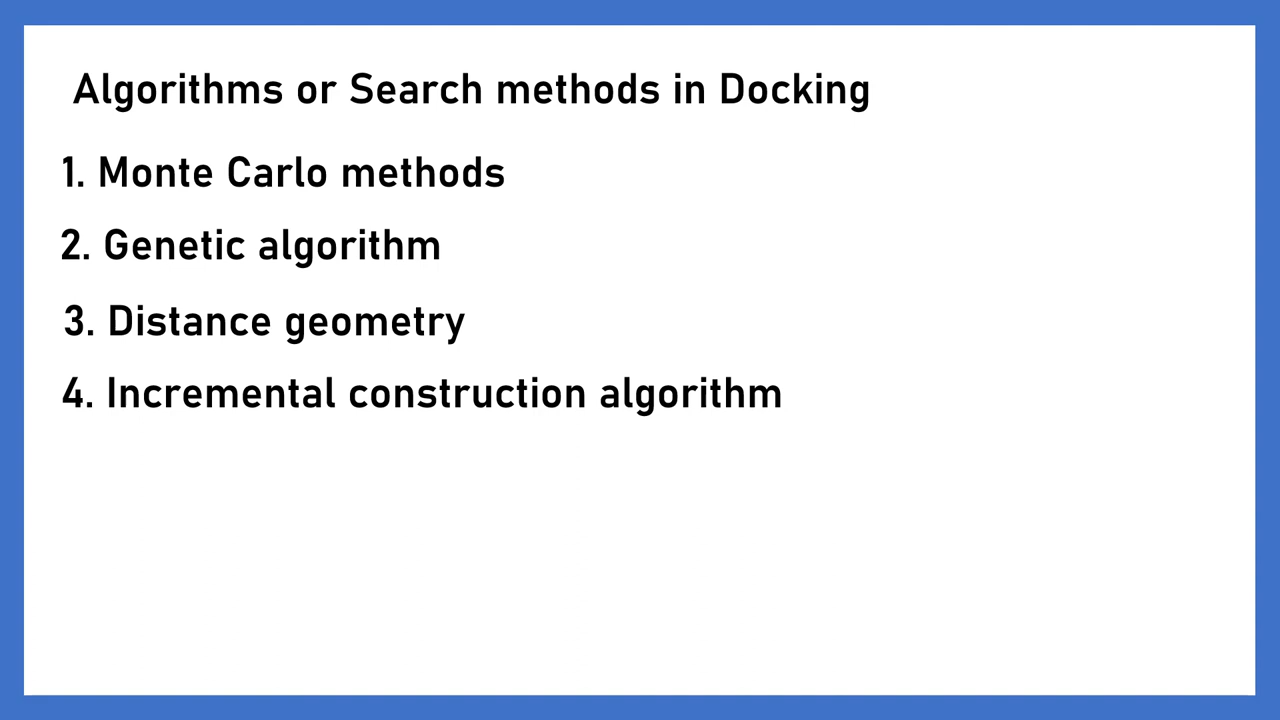 Algorithms or Search methods in Docking
1. Monte Carlo methods
2. Genetic algorithm
3. Distance geometry
4. Incremental construction algorithm